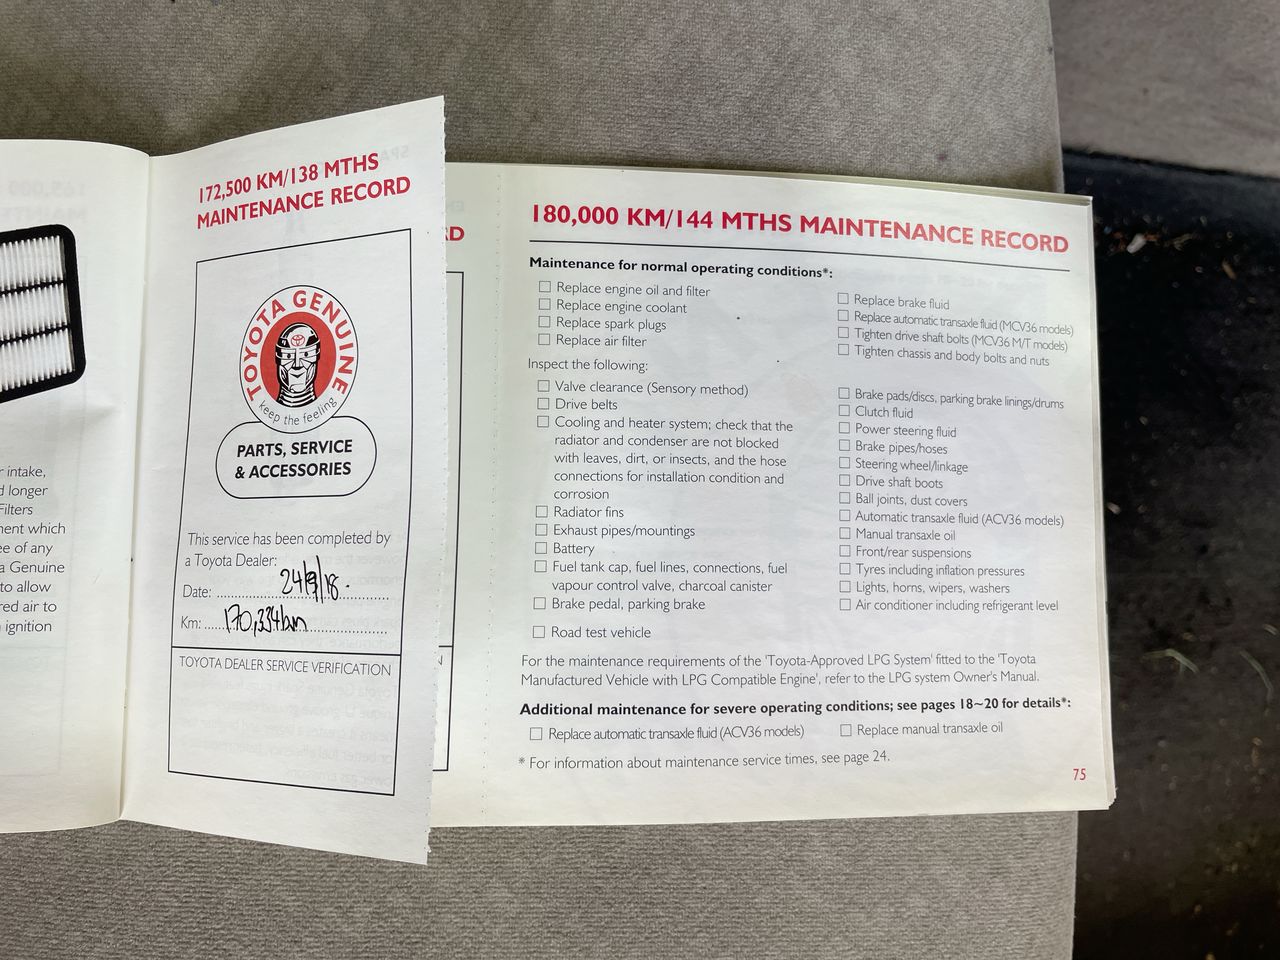 r intake,
d longer
Filters
nent which
ee of any
a Genuine
to allow
red air to
ignition
172,500 KM/138 MTHS
MAINTENANCE RECORD
TOYOTA GENUINE
keep the feeling
PARTS, SERVICE
& ACCESSORIES
This service has been completed by
a Toyota Dealer:
Date: 24/9/18
Km: 170,334km
TOYOTA DEALER SERVICE VERIFICATION
RD
180,000 KM/144 MTHS MAINTENANCE RECORD
Maintenance for normal operating conditions*:
Replace engine oil and filter
Replace engine coolant
Replace spark plugs
Replace air filter
Replace brake fluid
Replace automatic transaxle fluid (MCV36 models)
Tighten drive shaft bolts (MCV36 M/T models)
Tighten chassis and body bolts and nuts
Inspect the following:
Valve clearance (Sensory method)
Drive belts
Cooling and heater system; check that the
radiator and condenser are not blocked
with leaves, dirt, or insects, and the hose
connections for installation condition and
corrosion
Radiator fins
Exhaust pipes/mountings
Battery
Fuel tank cap, fuel lines, connections, fuel
vapour control valve, charcoal canister
Brake pedal, parking brake
Road test vehicle
Brake pads/discs, parking brake linings/drums
Clutch fluid
Power steering fluid
Brake pipes/hoses
Steering wheel/linkage
Drive shaft boots
Ball joints, dust covers
Automatic transaxle fluid (ACV36 models)
Manual transaxle oil
Front/rear suspensions
Tyres including inflation pressures
Lights, horns, wipers, washers
Air conditioner including refrigerant level
For the maintenance requirements of the 'Toyota-Approved LPG System' fitted to the 'Toyota
Manufactured Vehicle with LPG Compatible Engine', refer to the LPG system Owner's Manual.
Additional maintenance for severe operating conditions; see pages 18~20 for details*:
Replace automatic transaxle fluid (ACV36 models)
Replace manual transaxle oil
* For information about maintenance service times, see page 24.
75